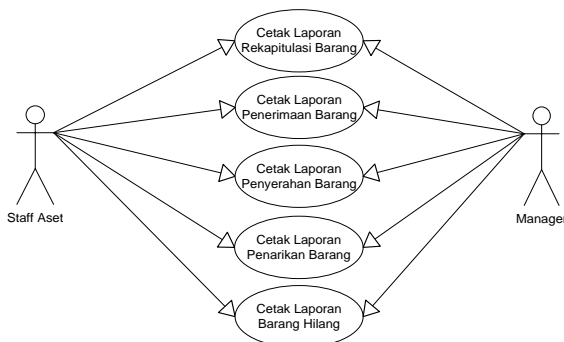 Cetak Laporan
Rekapitulasi Barang
Cetak Laporan
Penerimaan Barang
Cetak Laporan
Penyerahan Barang
Cetak Laporan
Penarikan Barang
Cetak Laporan
Barang Hilang
Staff Aset
Manager